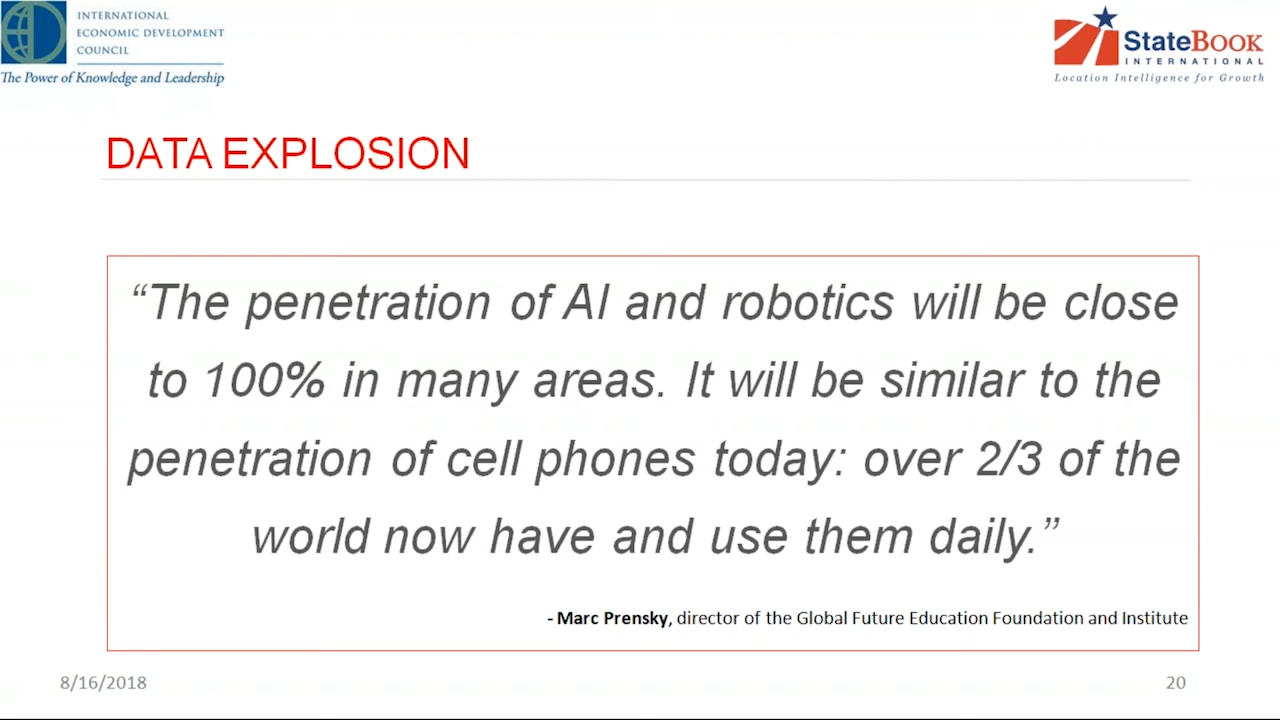 INTERNATIONAL
ECONOMIC DEVELOPMENT
COUNCIL
The Power of Knowledge and Leadership
StateBook
INTERNATIONAL
Location Intelligence for Growth
DATA EXPLOSION
“The penetration of AI and robotics will be close
to 100% in many areas. It will be similar to the
penetration of cell phones today: over 2/3 of the
world now have and use them daily.”
- Marc Prensky, director of the Global Future Education Foundation and Institute
8/16/2018
20